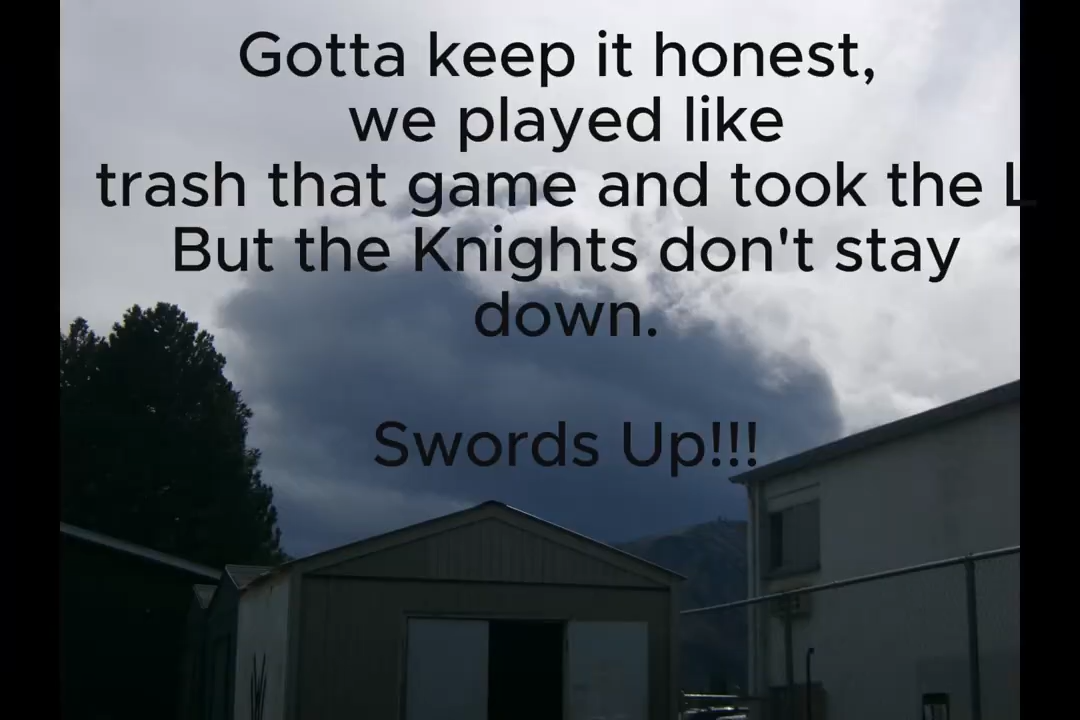 Gotta keep it honest,
we played like
trash that game and took the L
But the Knights don't stay
down.
Swords Up!!!